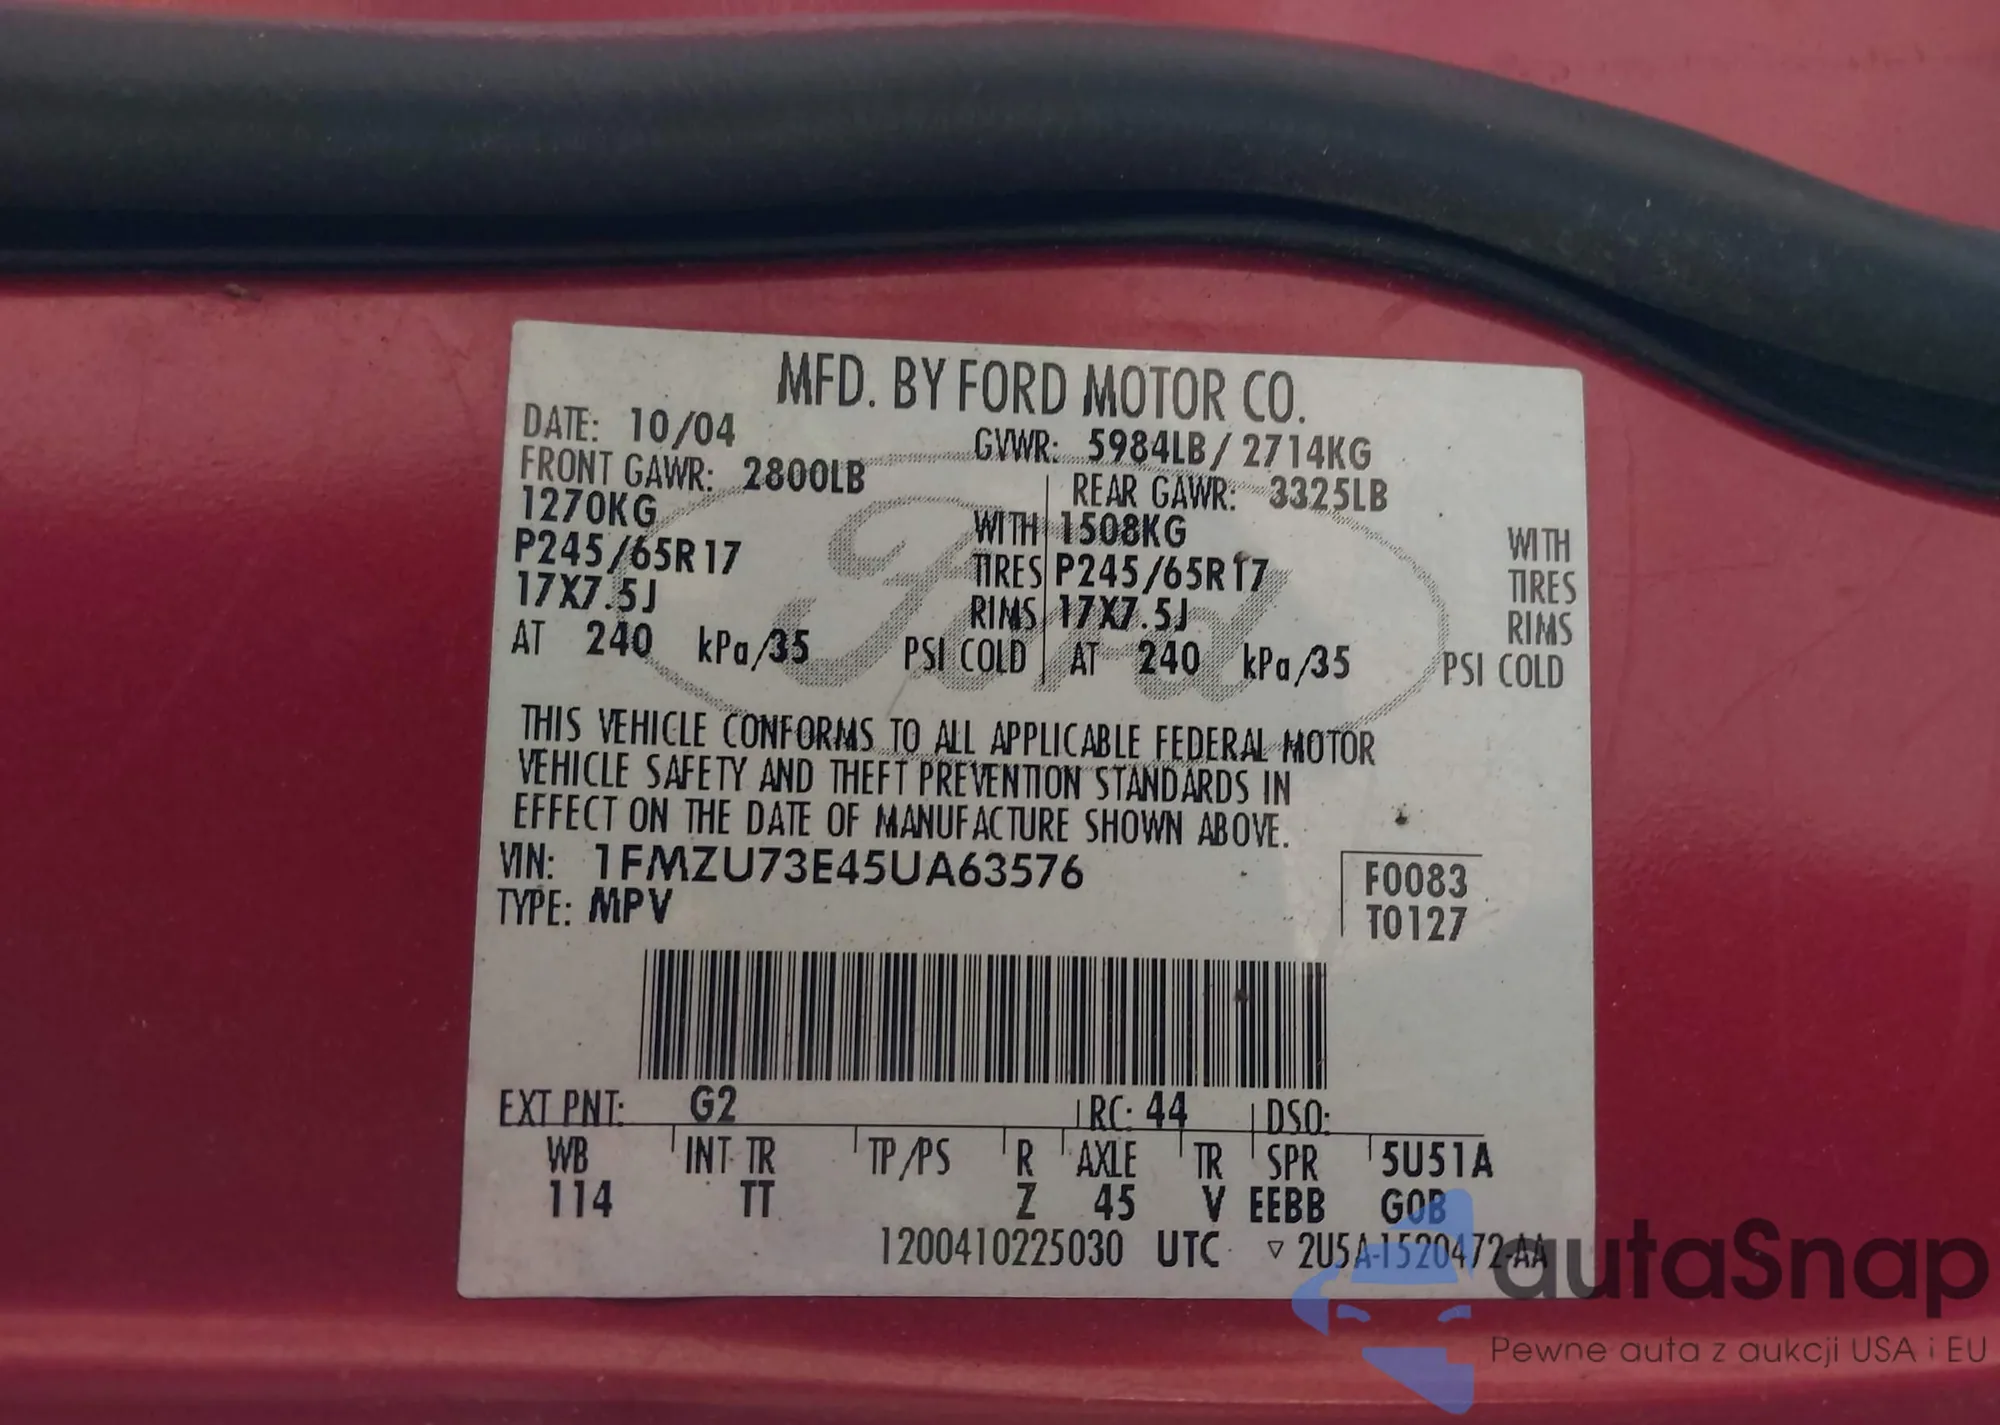 MFD. BY FORD MOTOR CO.
DATE: 10/04 GVWR: 5984LB / 2714KG
FRONT GAWR: 2800LB REAR GAWR: 3325LB
1270KG WITH 1508KG WITH
P245/65R17 TIRES P245/65R17 TIRES
17X7.5J RIMS 17X7.5J RIMS
AT 240 kPa/35 PSI COLD AT 240 kPa/35 PSI COLD
Ford
THIS VEHICLE CONFORMS TO ALL APPLICABLE FEDERAL MOTOR
VEHICLE SAFETY AND THEFT PREVENTION STANDARDS IN
EFFECT ON THE DATE OF MANUFACTURE SHOWN ABOVE.
VIN: 1FMZU73E45UA63576 F0083
TYPE: MPV T0127
EXT PNT: G2 RC: 44 DSO:
WB INT TR TP/PS R AXLE TR SPR 5U51A
114 TT Z 45 V EEBB G0B
1200410225030 UTC ▽ 2U5A-1520472-AA
autaSnap
Pewne auta z aukcji USA i EU